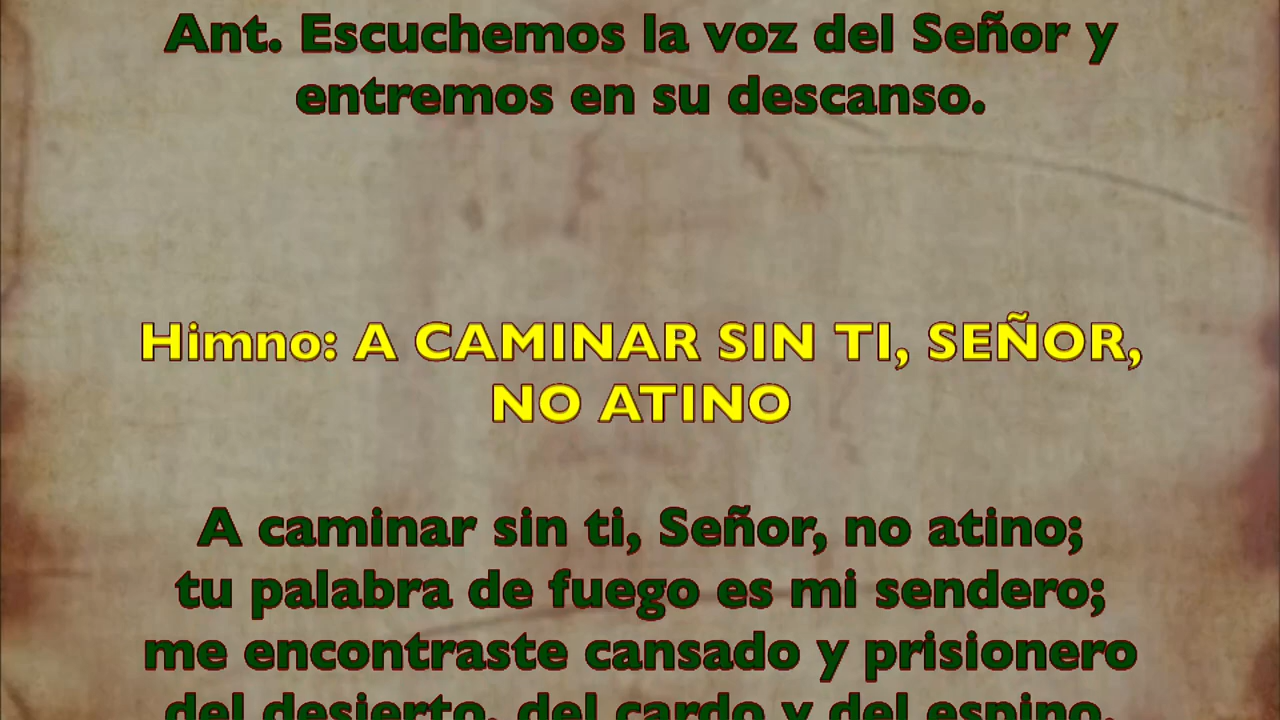 Ant. Escuchemos la voz del Señor y
entremos en su descanso.
Himno: A CAMINAR SIN TI, SEÑOR,
NO ATINO
A caminar sin ti, Señor, no atino;
tu palabra de fuego es mi sendero;
me encontraste cansado y prisionero
del desierto, del cardo y del espino.